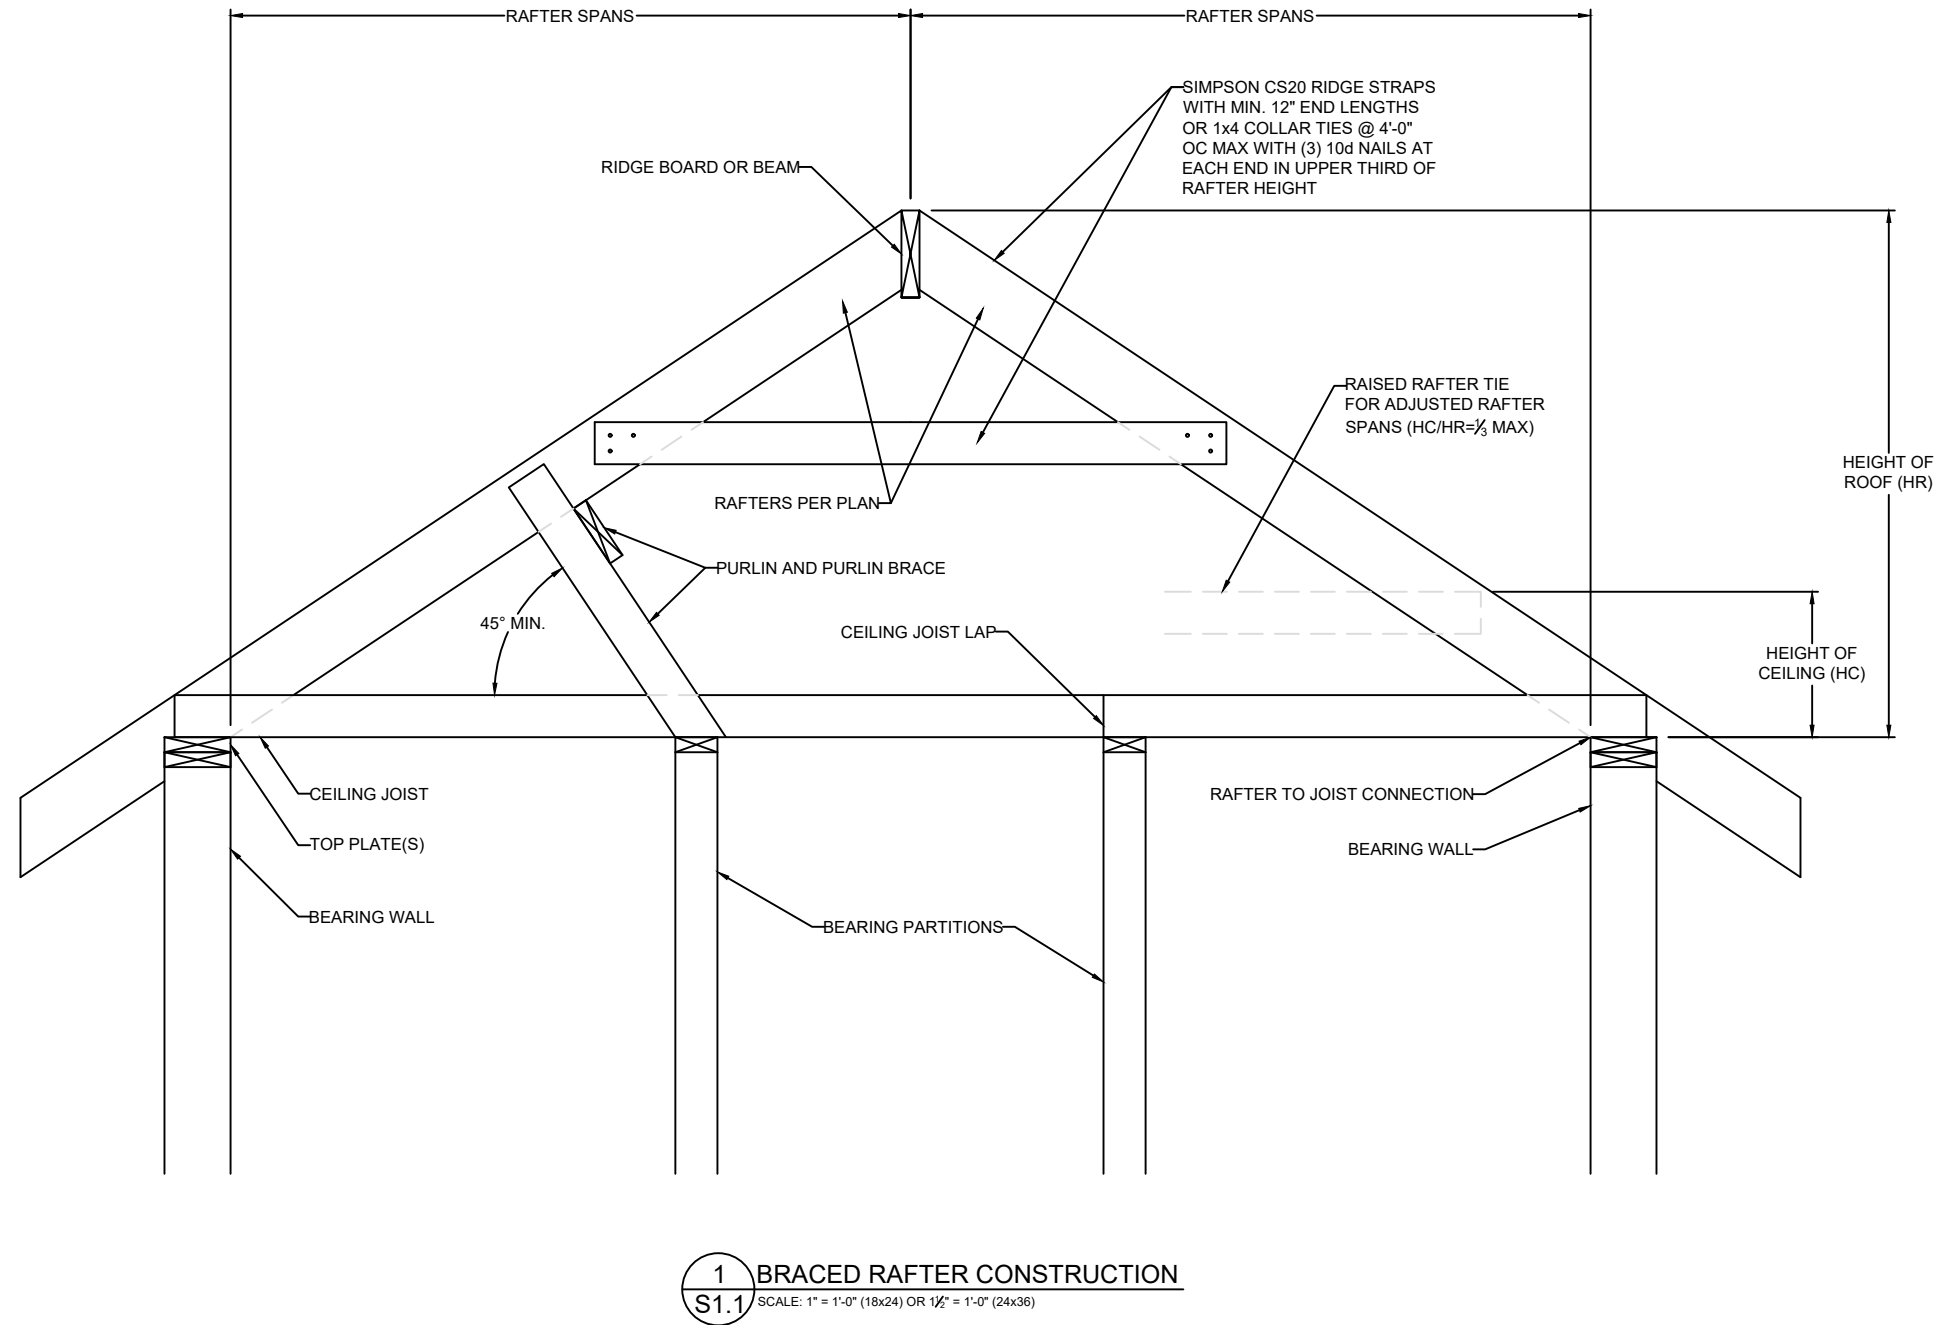 RAFTER SPANS
RAFTER SPANS
SIMPSON CS20 RIDGE STRAPS
WITH MIN. 12" END LENGTHS
OR 1x4 COLLAR TIES @ 4'-0"
OC MAX WITH (3) 10d NAILS AT
EACH END IN UPPER THIRD OF
RAFTER HEIGHT
RIDGE BOARD OR BEAM
RAISED RAFTER TIE
FOR ADJUSTED RAFTER
SPANS (HC/HR=⅓ MAX)
HEIGHT OF
ROOF (HR)
RAFTERS PER PLAN
PURLIN AND PURLIN BRACE
45° MIN.
CEILING JOIST LAP
HEIGHT OF
CEILING (HC)
CEILING JOIST
RAFTER TO JOIST CONNECTION
TOP PLATE(S)
BEARING WALL
BEARING WALL
BEARING PARTITIONS
1
S1.1
BRACED RAFTER CONSTRUCTION
SCALE: 1" = 1'-0" (18x24) OR 1½" = 1'-0" (24x36)